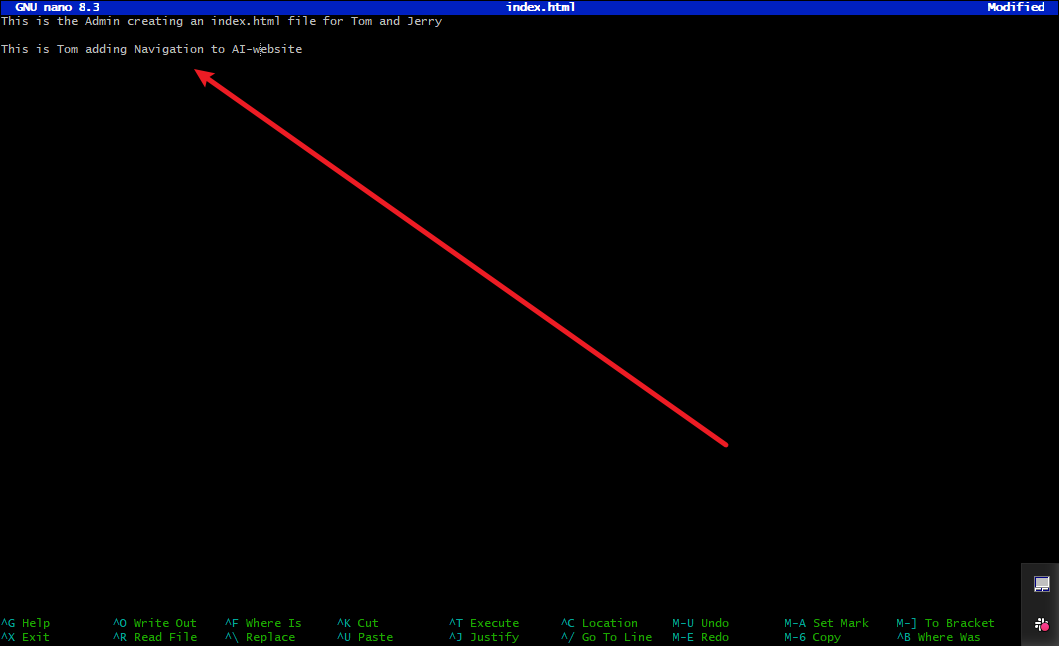 GNU nano 8.3 index.html Modified
This is the Admin creating an index.html file for Tom and Jerry
This is Tom adding Navigation to AI-website
^G Help ^O Write Out ^F Where Is ^K Cut ^T Execute ^C Location M-U Undo M-A Set Mark M-] To Bracket
^X Exit ^R Read File ^\ Replace ^U Paste ^J Justify ^/ Go To Line M-E Redo M-6 Copy ^B Where Was